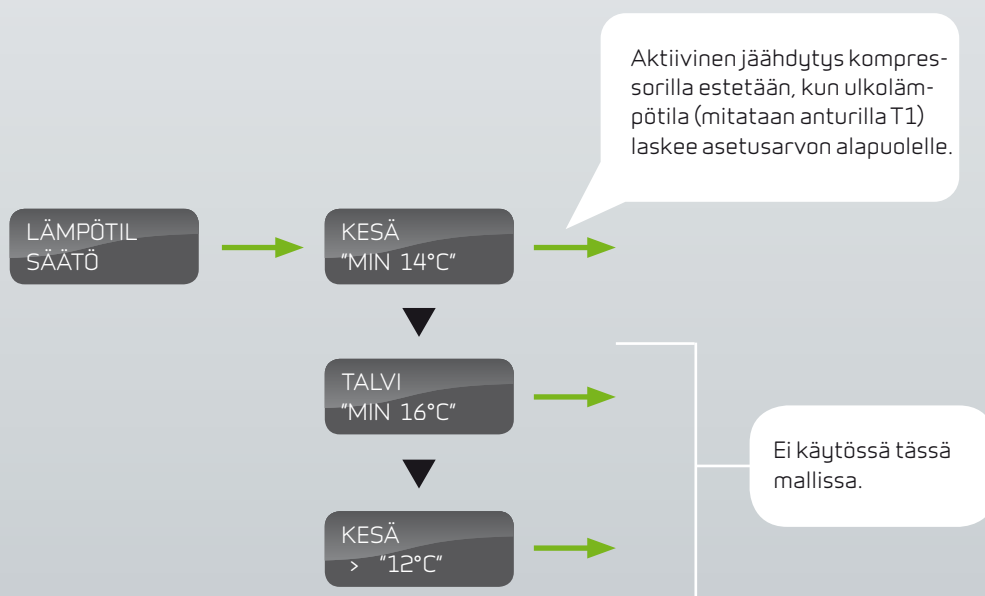 Aktiivinen jäähdytys kompres-
sorilla estetään, kun ulkoläm-
pötila (mitataan anturilla T1)
laskee asetusarvon alapuolelle.
LÄMPÖTIL
SÄÄTÖ
KESÄ
"MIN 14°C"
TALVI
"MIN 16°C"
Ei käytössä tässä
mallissa.
KESÄ
> "12°C"